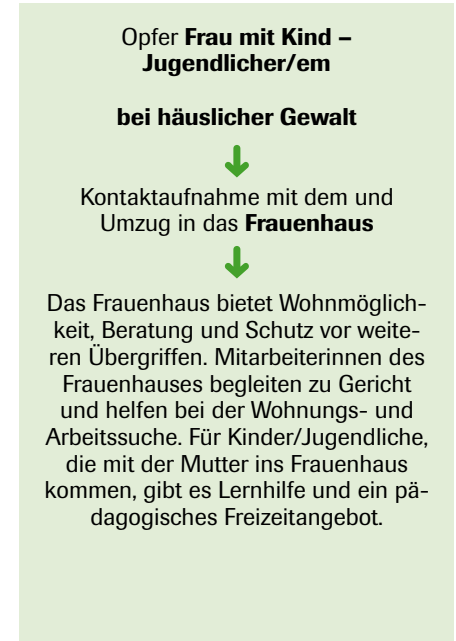 Opfer Frau mit Kind –
Jugendlicher/em
bei häuslicher Gewalt
Kontaktaufnahme mit dem und
Umzug in das Frauenhaus
Das Frauenhaus bietet Wohnmöglich-
keit, Beratung und Schutz vor weite-
ren Übergriffen. Mitarbeiterinnen des
Frauenhauses begleiten zu Gericht
und helfen bei der Wohnungs- und
Arbeitssuche. Für Kinder/Jugendliche,
die mit der Mutter ins Frauenhaus
kommen, gibt es Lernhilfe und ein pä-
dagogisches Freizeitangebot.